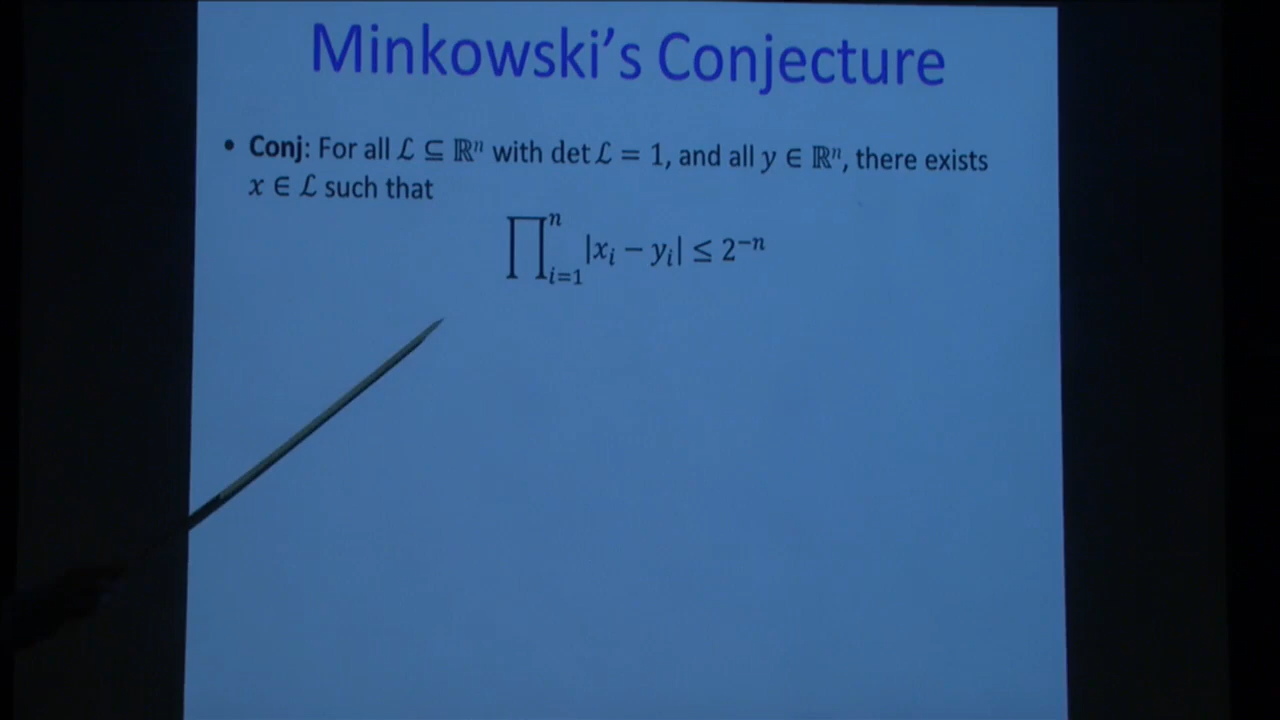 Minkowski's Conjecture
• Conj: For all ℒ ⊆ ℝⁿ with det ℒ = 1, and all y ∈ ℝⁿ, there exists
x ∈ ℒ such that
∏ⁿᵢ₌₁ |xᵢ − yᵢ| ≤ 2⁻ⁿ